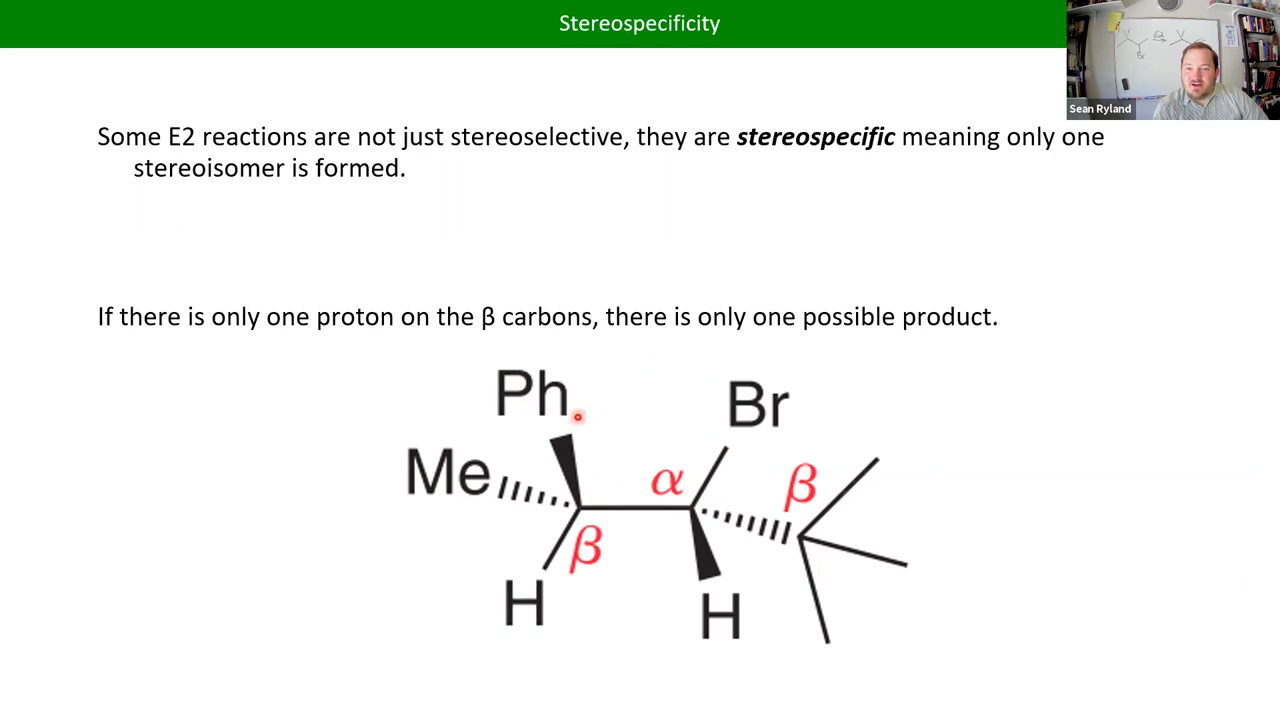 Stereospecificity
Sean Ryland
Some E2 reactions are not just stereoselective, they are stereospecific meaning only one
stereoisomer is formed.
If there is only one proton on the β carbons, there is only one possible product.
Ph
Br
Me
α
β
β
H
H